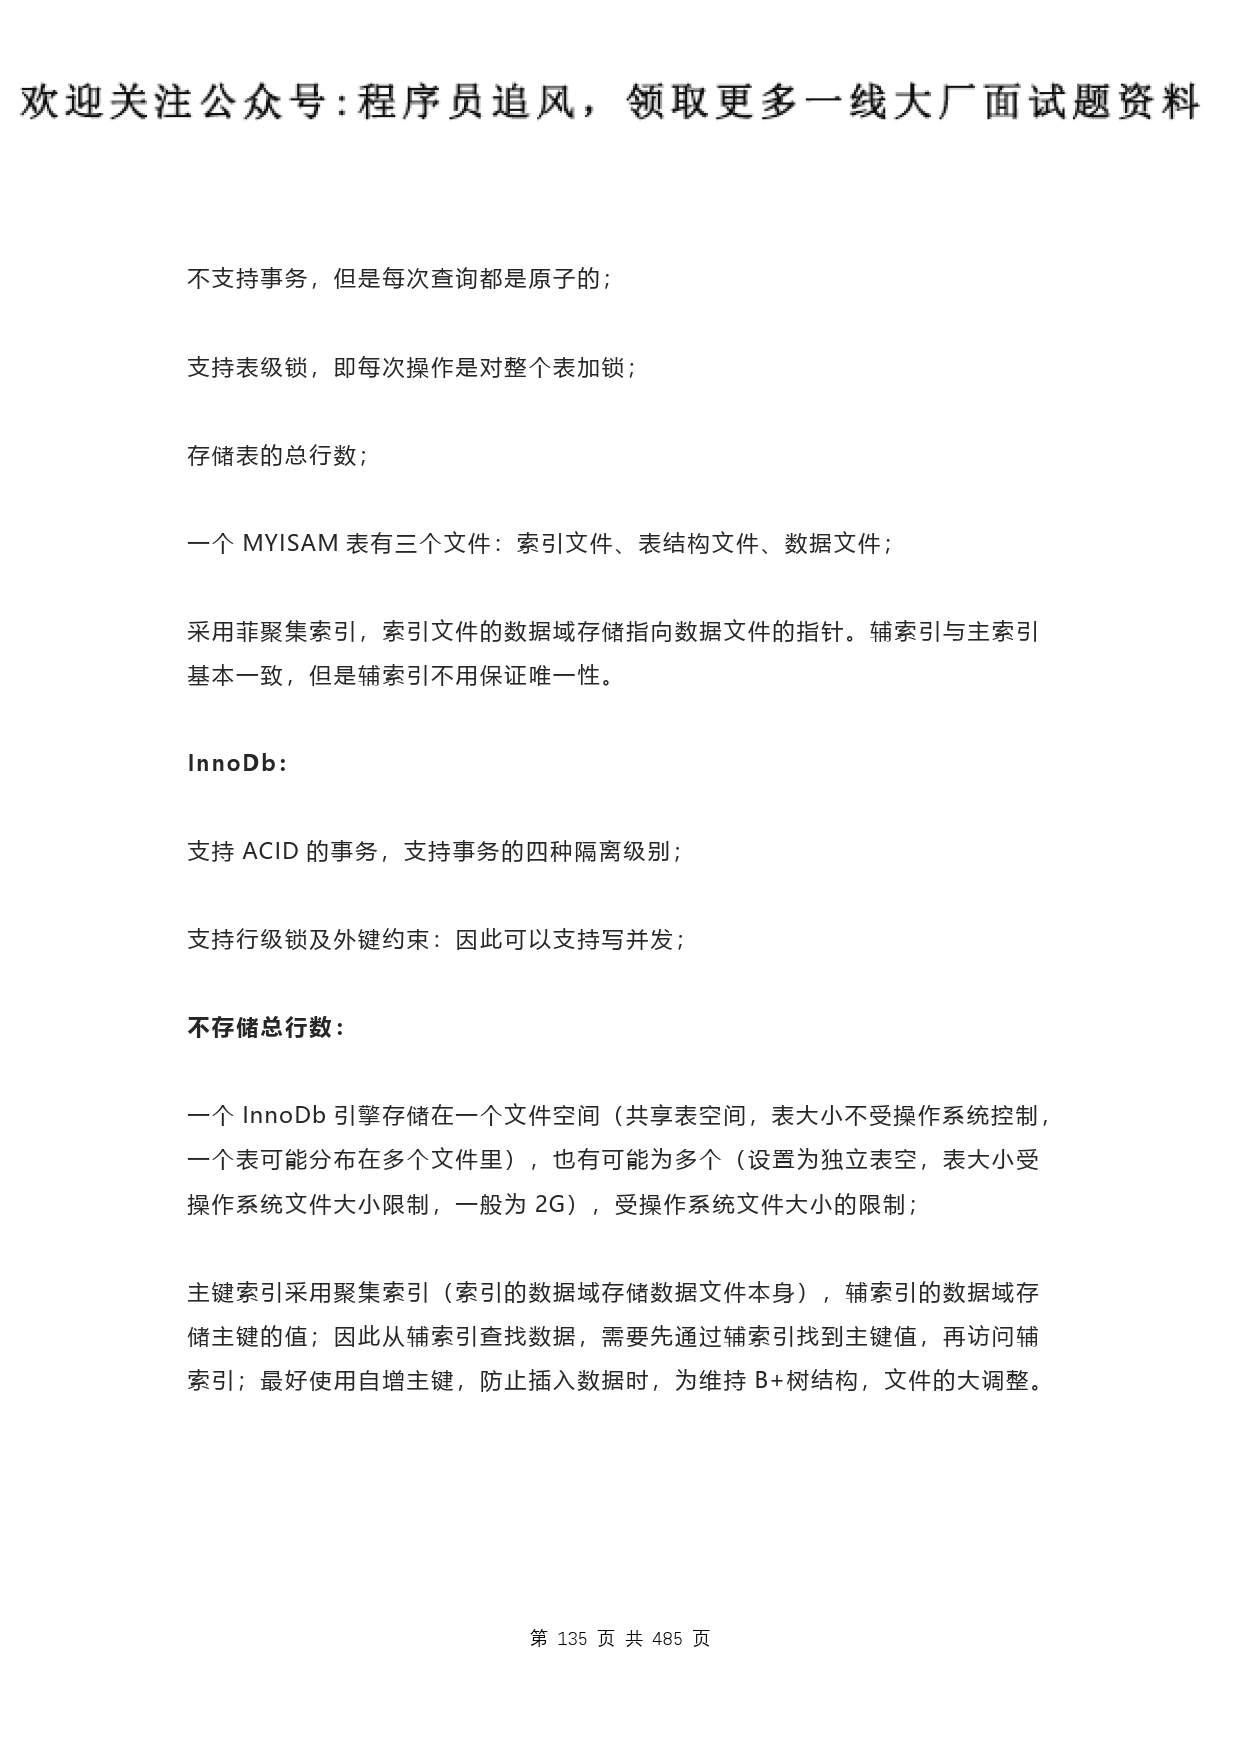 欢迎关注公众号:程序员追风，领取更多一线大厂面试题资料
不支持事务，但是每次查询都是原子的；
支持表级锁，即每次操作是对整个表加锁；
存储表的总行数；
一个 MYISAM 表有三个文件：索引文件、表结构文件、数据文件；
采用菲聚集索引，索引文件的数据域存储指向数据文件的指针。辅索引与主索引
基本一致，但是辅索引不用保证唯一性。
InnoDb：
支持 ACID 的事务，支持事务的四种隔离级别；
支持行级锁及外键约束：因此可以支持写并发；
不存储总行数：
一个 InnoDb 引擎存储在一个文件空间（共享表空间，表大小不受操作系统控制，
一个表可能分布在多个文件里），也有可能为多个（设置为独立表空，表大小受
操作系统文件大小限制，一般为 2G），受操作系统文件大小的限制；
主键索引采用聚集索引（索引的数据域存储数据文件本身），辅索引的数据域存
储主键的值；因此从辅索引查找数据，需要先通过辅索引找到主键值，再访问辅
索引；最好使用自增主键，防止插入数据时，为维持 B+树结构，文件的大调整。
第 135 页 共 485 页